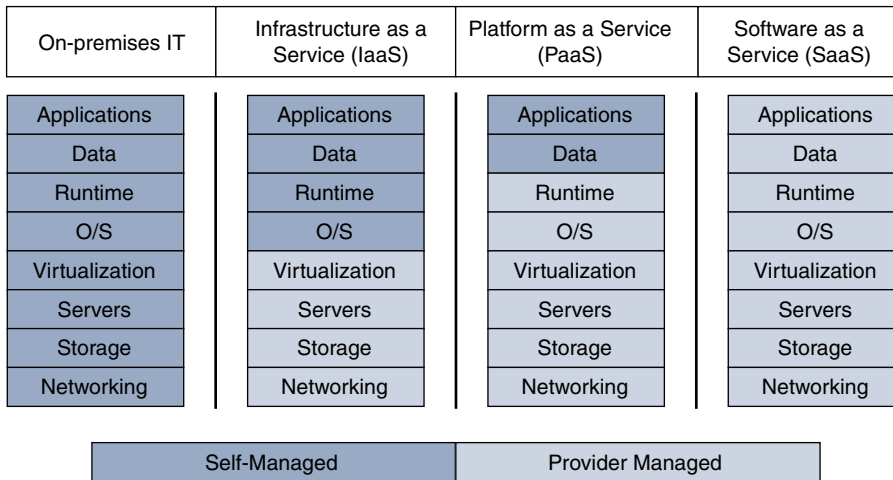 On-premises IT
Infrastructure as a
Service (IaaS)
Platform as a Service
(PaaS)
Software as a
Service (SaaS)
Applications
Data
Runtime
O/S
Virtualization
Servers
Storage
Networking
Applications
Data
Runtime
O/S
Virtualization
Servers
Storage
Networking
Applications
Data
Runtime
O/S
Virtualization
Servers
Storage
Networking
Applications
Data
Runtime
O/S
Virtualization
Servers
Storage
Networking
Self-Managed
Provider Managed